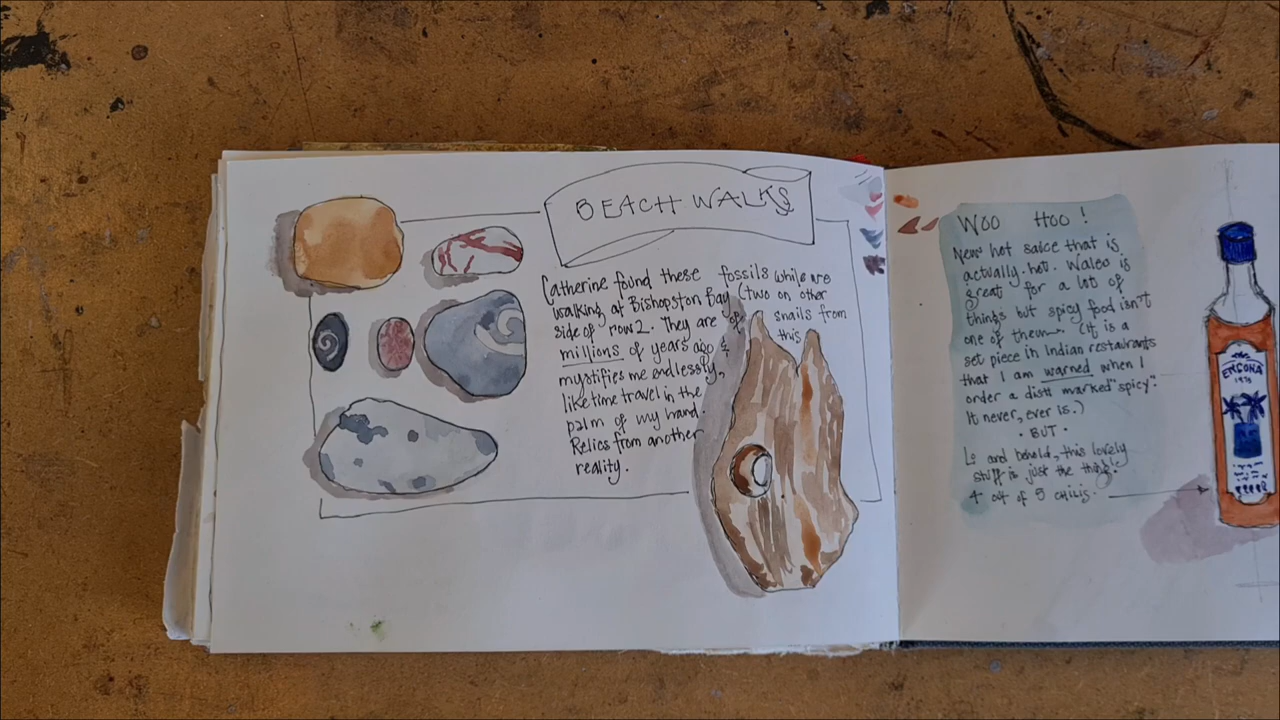 BEACH WALKS
Catherine found these fossils while we're
walking at Bishopston Bay (two on other
side of row 2. They are of snails from
millions of years ago & this
mystifies me endlessly,
like time travel in the
palm of my hand.
Relics from another
reality.
WOO HOO!
New hot sauce that is
actually. hot. Wales is
great for a lot of
things but spicy food isn't
one of them. (It is a
set piece in Indian restaurants
that I am warned when I
order a dish marked "spicy".
It never, ever is.)
· BUT ·
Lo and behold, this lovely
stuff is just the thing!
4 out of 5 chilis.
ENCONA
1975